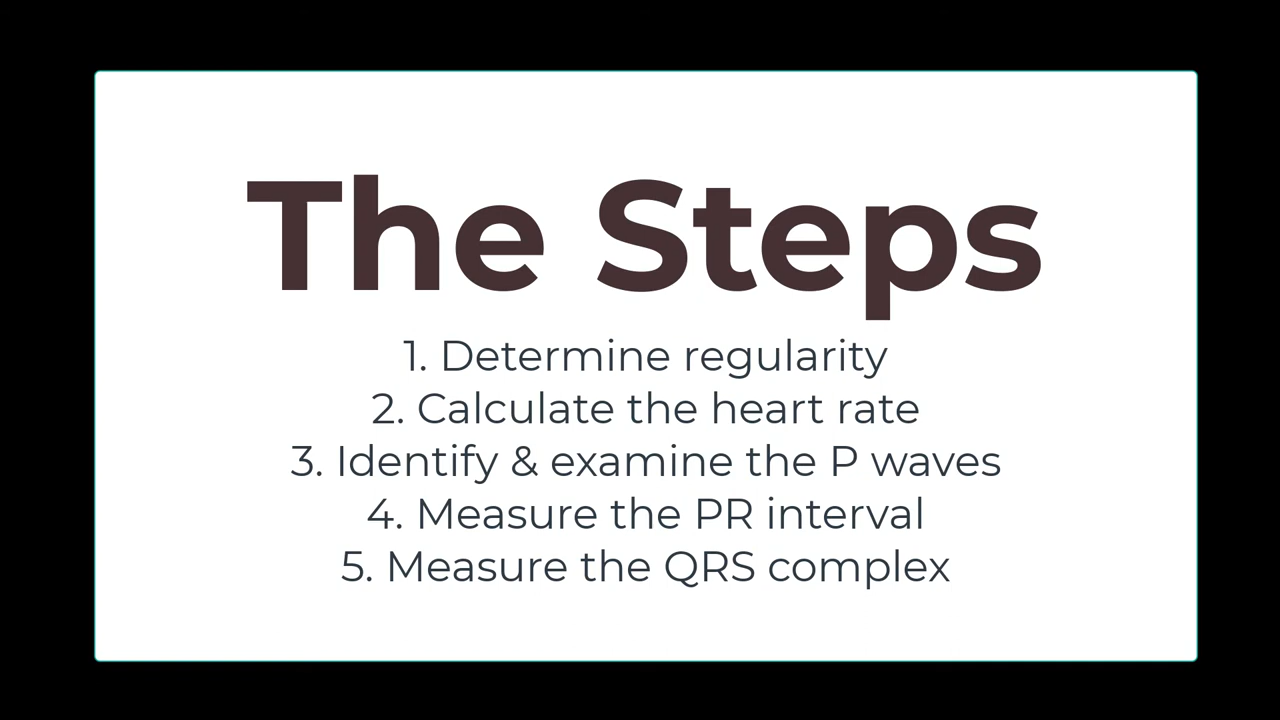 The Steps
1. Determine regularity
2. Calculate the heart rate
3. Identify & examine the P waves
4. Measure the PR interval
5. Measure the QRS complex